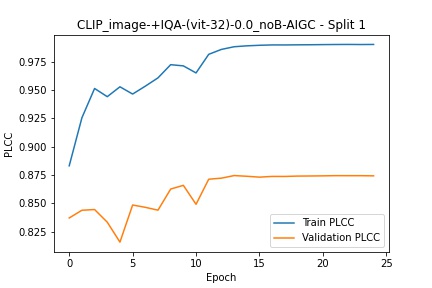 CLIP_image-+IQA-(vit-32)-0.0_noB-AIGC - Split 1
0.975
0.950
0.925
0.900
0.875
0.850
0.825
PLCC
0 5 10 15 20 25
Epoch
Train PLCC
Validation PLCC